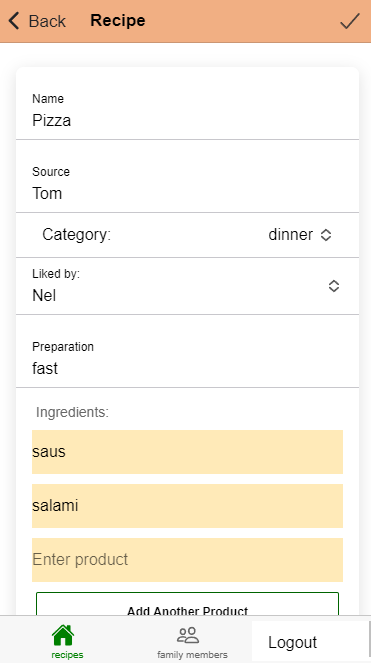 Back
Recipe
Name
Pizza
Source
Tom
Category:
dinner
Liked by:
Nel
Preparation
fast
Ingredients:
saus
salami
Enter product
Add Another Product
recipes
family members
Logout